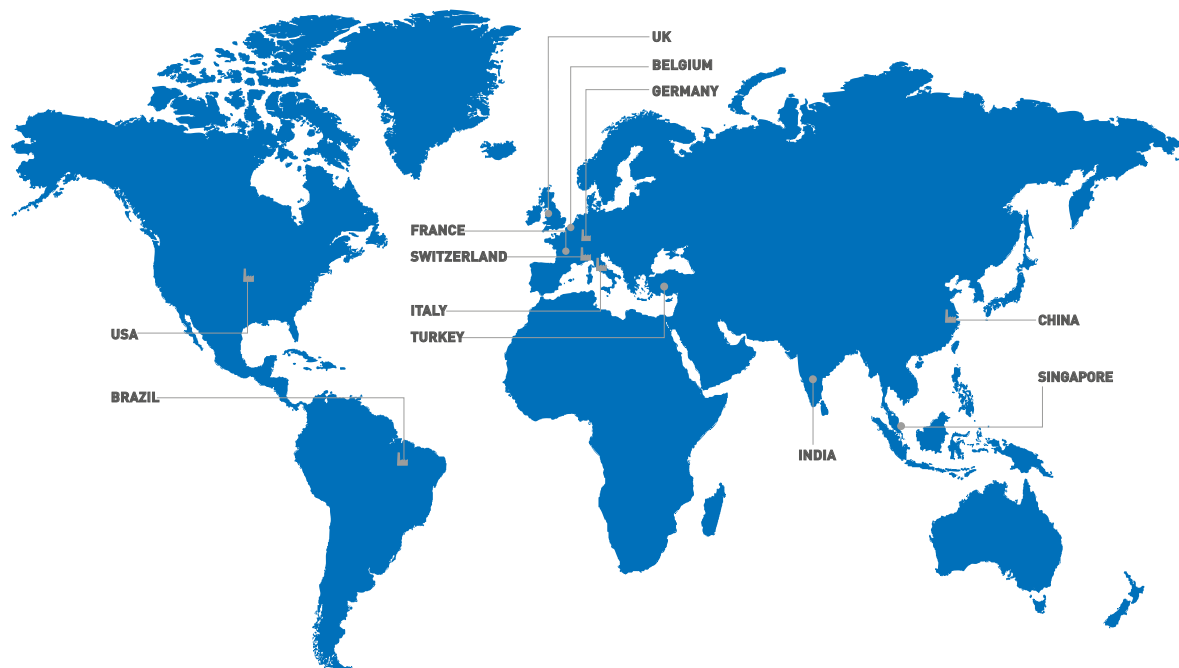 UK
BELGIUM
GERMANY
FRANCE
SWITZERLAND
ITALY
TURKEY
USA
BRAZIL
CHINA
SINGAPORE
INDIA